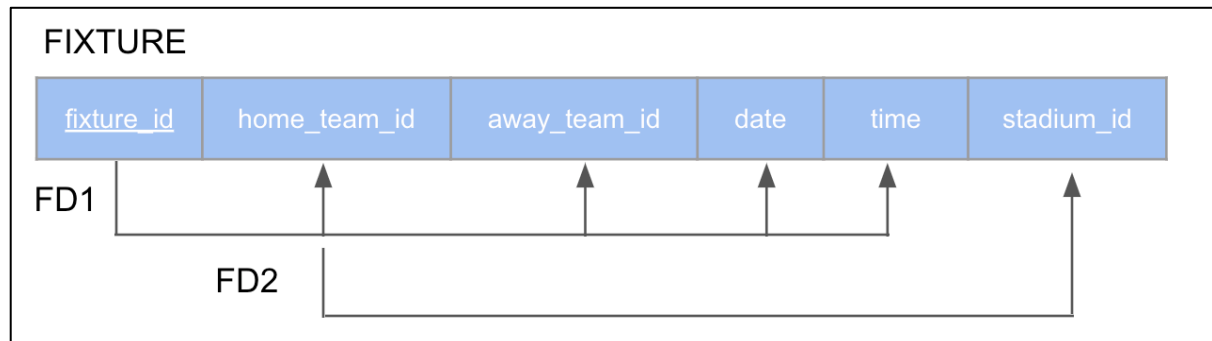 FIXTURE
fixture_id home_team_id away_team_id date time stadium_id
FD1
FD2